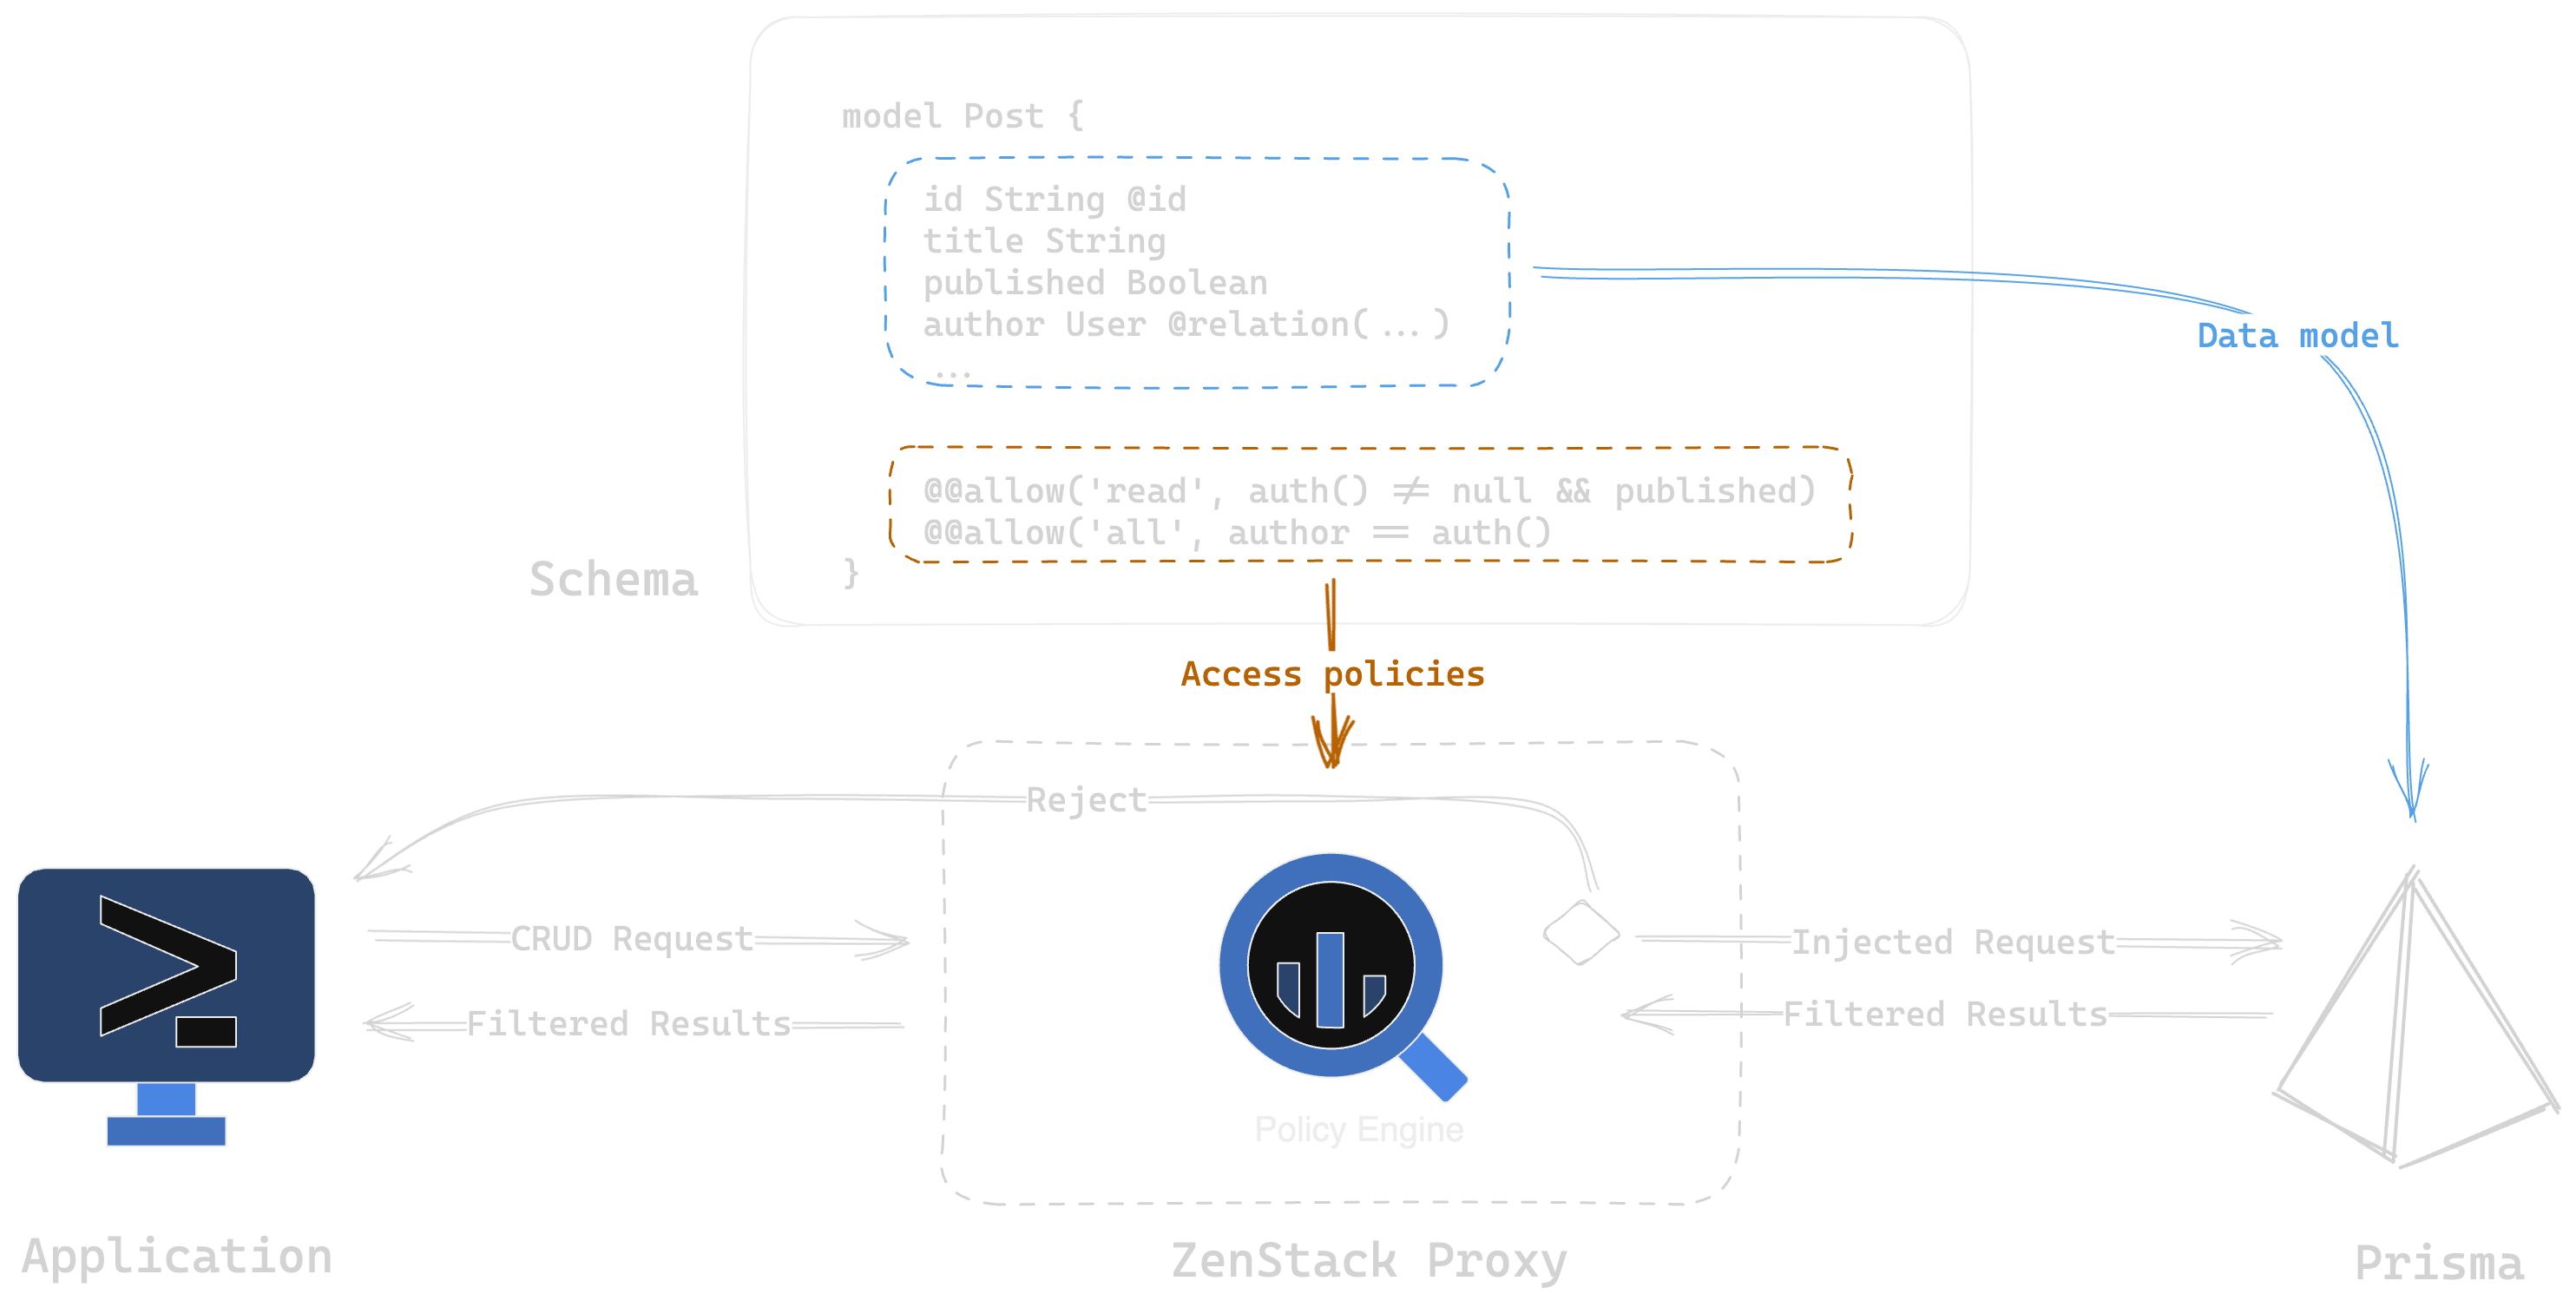 model Post {
id String @id
title String
published Boolean
author User @relation(...)
...
Data model
@@allow('read', auth() != null && published)
@@allow('all', author == auth()
}
Schema
Access policies
Reject
CRUD Request
Injected Request
Filtered Results
Filtered Results
Policy Engine
Application
ZenStack Proxy
Prisma